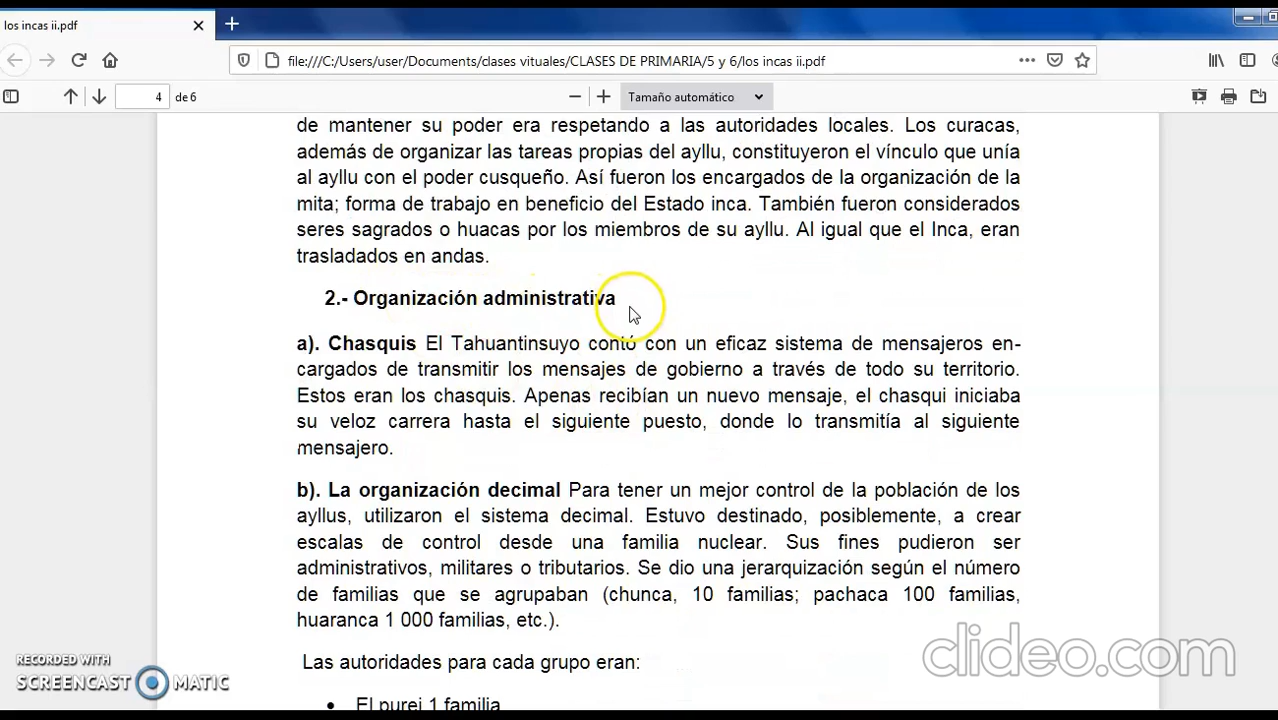 los incas ii.pdf
file:///C:/Users/user/Documents/clases vituales/CLASES DE PRIMARIA/5 y 6/los incas ii.pdf
4 de 6
Tamaño automático
de mantener su poder era respetando a las autoridades locales. Los curacas,
además de organizar las tareas propias del ayllu, constituyeron el vínculo que unía
al ayllu con el poder cusqueño. Así fueron los encargados de la organización de la
mita; forma de trabajo en beneficio del Estado inca. También fueron considerados
seres sagrados o huacas por los miembros de su ayllu. Al igual que el Inca, eran
trasladados en andas.
2.- Organización administrativa
a). Chasquis El Tahuantinsuyo contó con un eficaz sistema de mensajeros en-
cargados de transmitir los mensajes de gobierno a través de todo su territorio.
Estos eran los chasquis. Apenas recibían un nuevo mensaje, el chasqui iniciaba
su veloz carrera hasta el siguiente puesto, donde lo transmitía al siguiente
mensajero.
b). La organización decimal Para tener un mejor control de la población de los
ayllus, utilizaron el sistema decimal. Estuvo destinado, posiblemente, a crear
escalas de control desde una familia nuclear. Sus fines pudieron ser
administrativos, militares o tributarios. Se dio una jerarquización según el número
de familias que se agrupaban (chunca, 10 familias; pachaca 100 familias,
huaranca 1 000 familias, etc.).
Las autoridades para cada grupo eran:
• El purej 1 familia
RECORDED WITH
SCREENCAST MATIC
clideo.com